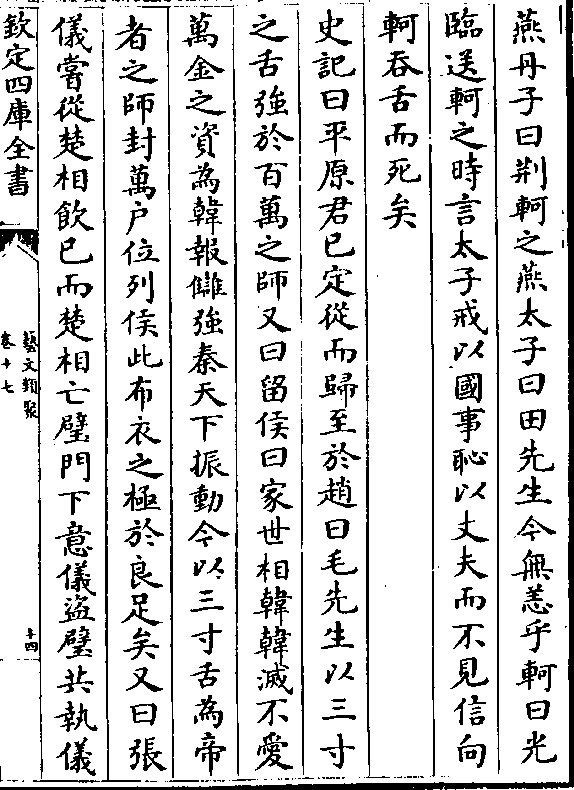 燕丹子曰荆軻之燕太子曰田先生今無恙乎軻曰光
臨送軻之時言太子戒以國事恥以丈夫而不見信向
軻吞舌而死矣
史記曰平原君已定從而歸至於趙曰毛先生以三寸
之舌強於百萬之師又曰留侯曰家世相韓韓滅不愛
萬金之資為韓報讎強秦天下振動今以三寸舌為帝
者之師封萬户位列侯此布衣之極於良足矣又曰張
儀嘗從楚相飲已而楚相亡璧門下意儀盜璧共執儀
欽定四庫全書
藝文類聚
卷十七
十四